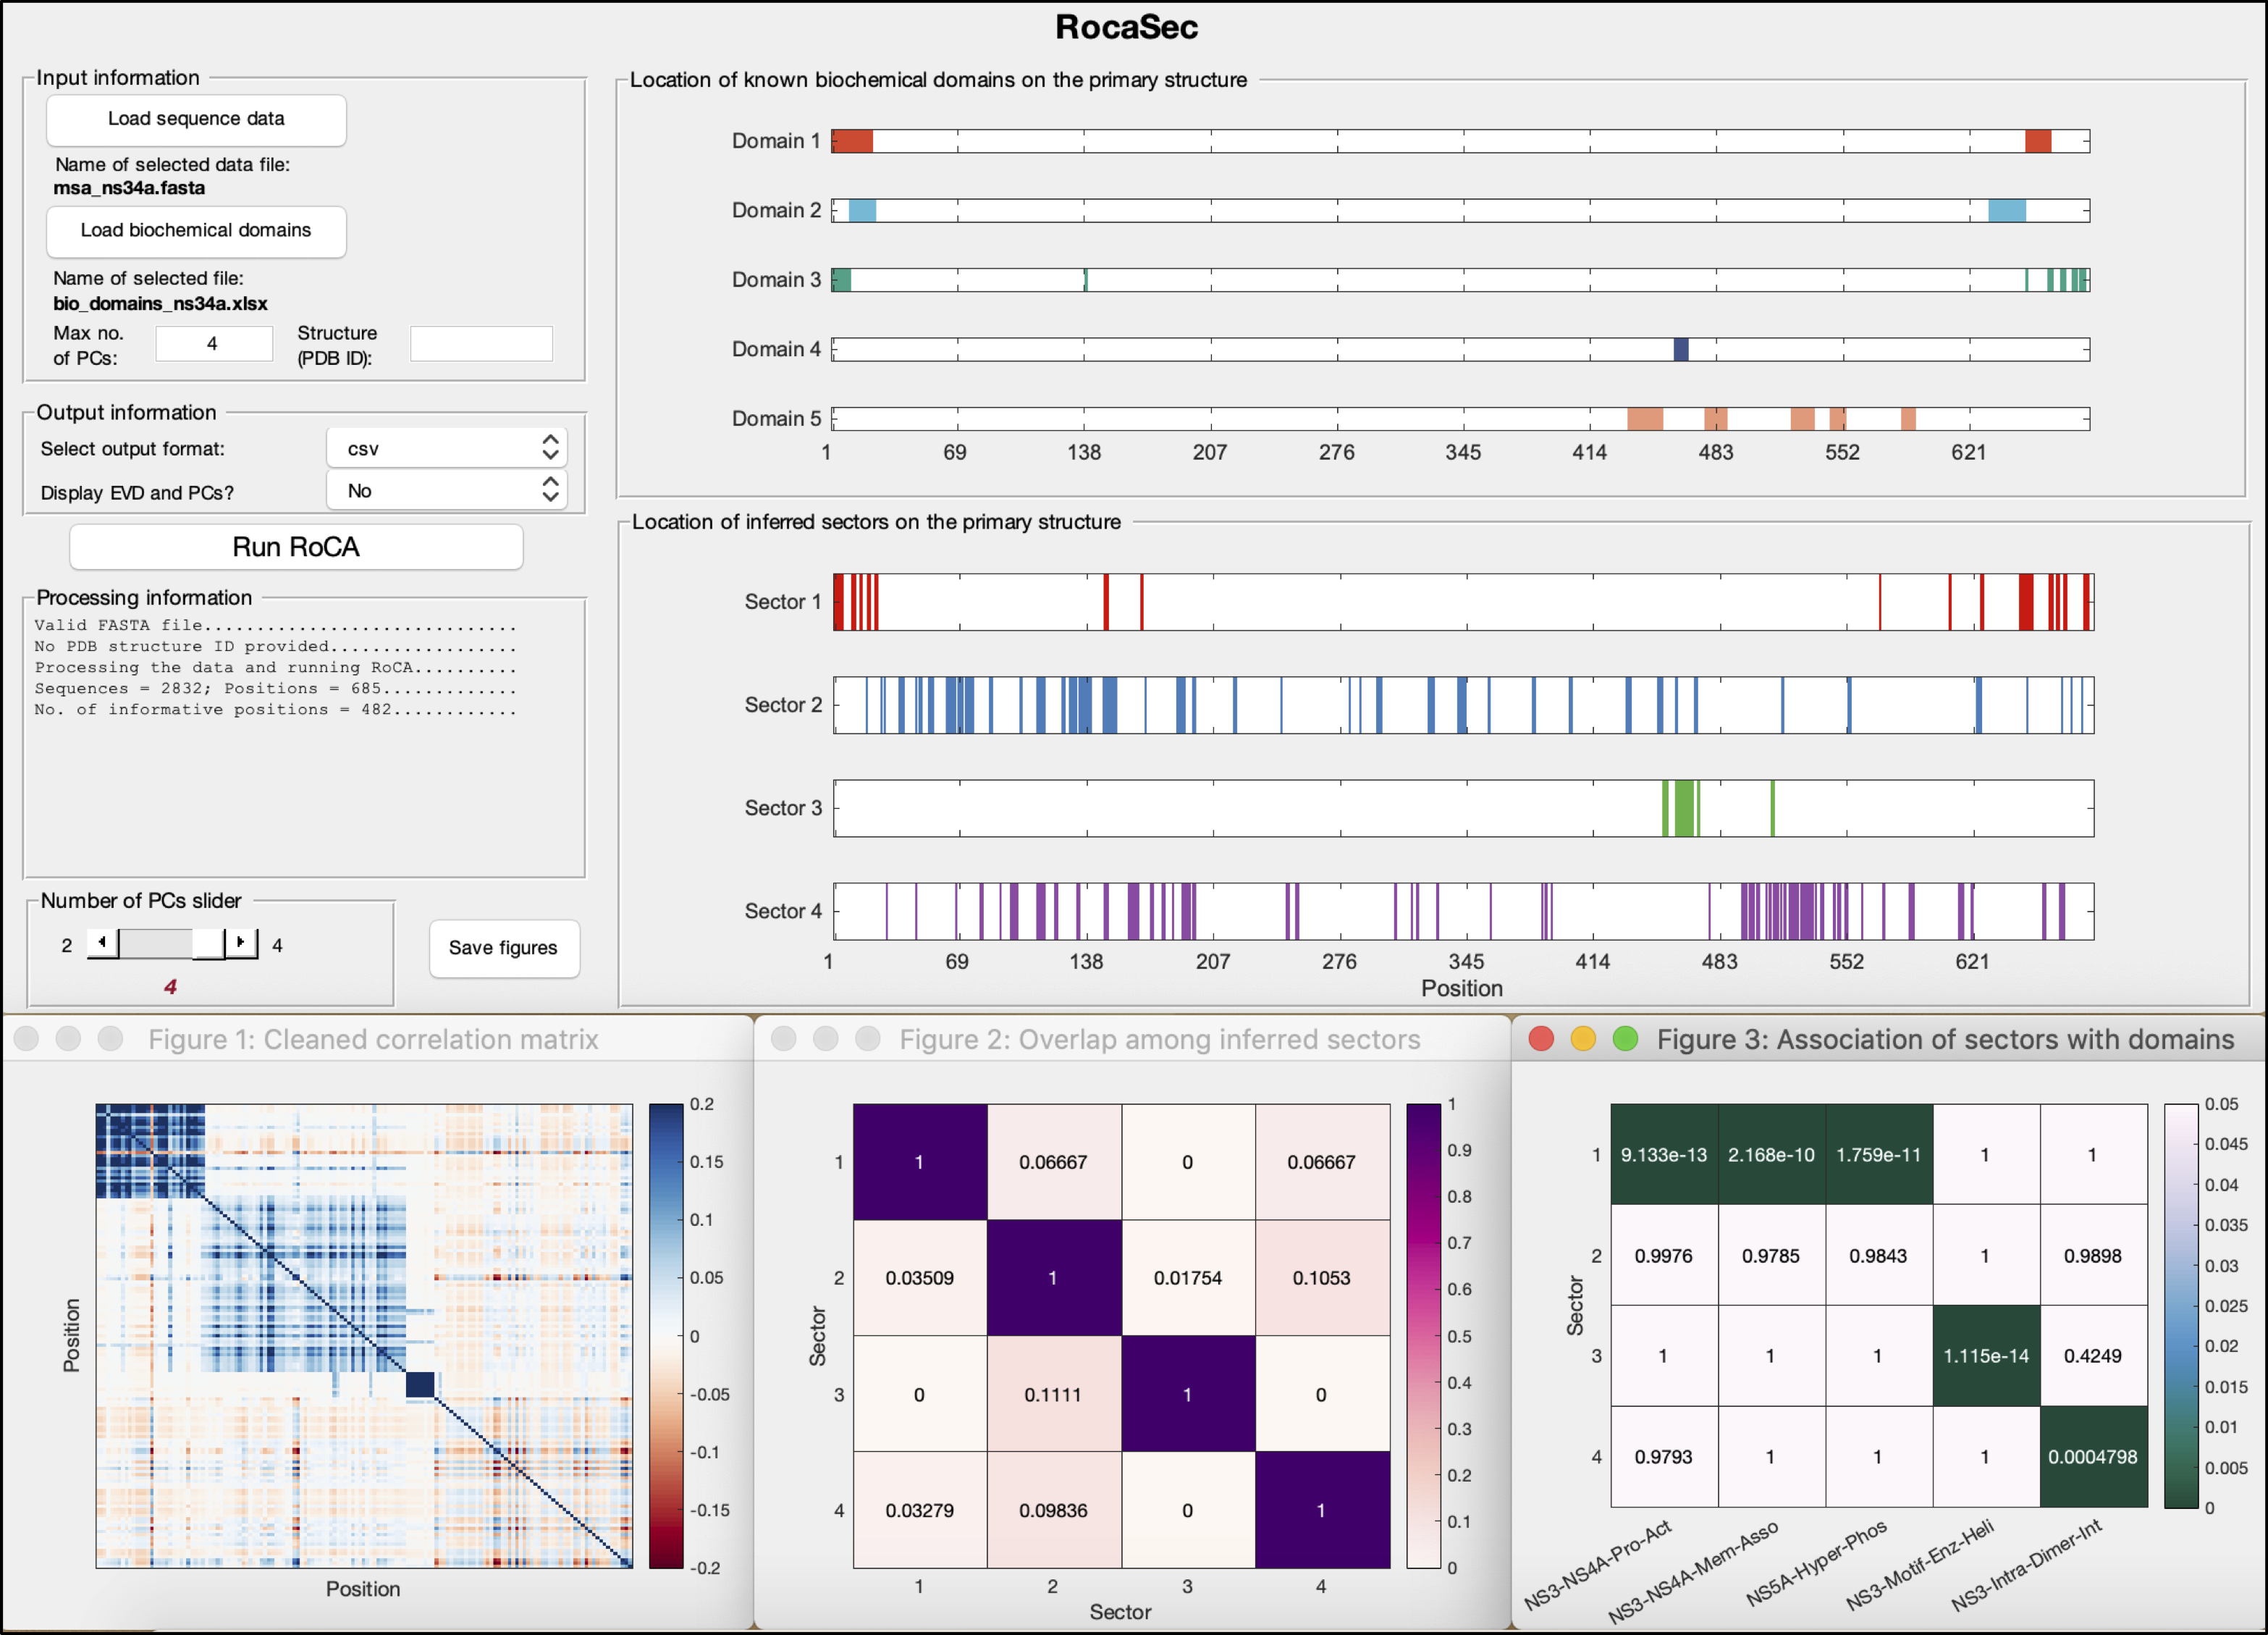 RocaSec
Input information
Load sequence data
Name of selected data file:
msa_ns34a.fasta
Load biochemical domains
Name of selected file:
bio_domains_ns34a.xlsx
Max no. of PCs:
4
Structure (PDB ID):
Output information
Select output format:
csv
Display EVD and PCs?
No
Run RoCA
Processing information
Valid FASTA file..............................
No PDB structure ID provided..................
Processing the data and running RoCA..........
Sequences = 2832; Positions = 685.............
No. of informative positions = 482............
Number of PCs slider
2
4
4
Save figures
Location of known biochemical domains on the primary structure
Domain 1
Domain 2
Domain 3
Domain 4
Domain 5
1 69 138 207 276 345 414 483 552 621
Location of inferred sectors on the primary structure
Sector 1
Sector 2
Sector 3
Sector 4
1 69 138 207 276 345 414 483 552 621
Position
Figure 1: Cleaned correlation matrix
Position
0.2
0.15
0.1
0.05
0
-0.05
-0.1
-0.15
-0.2
Position
Figure 2: Overlap among inferred sectors
Sector
1 1 0.06667 0 0.06667
2 0.03509 1 0.01754 0.1053
3 0 0.1111 1 0
4 0.03279 0.09836 0 1
1 2 3 4
Sector
1
0.9
0.8
0.7
0.6
0.5
0.4
0.3
0.2
0.1
0
Figure 3: Association of sectors with domains
Sector
1 9.133e-13 2.168e-10 1.759e-11 1 1
2 0.9976 0.9785 0.9843 1 0.9898
3 1 1 1 1.115e-14 0.4249
4 0.9793 1 1 1 0.0004798
NS3-NS4A-Pro-Act
NS3-NS4A-Mem-Asso
NS5A-Hyper-Phos
NS3-Motif-Enz-Heli
NS3-Intra-Dimer-Int
0.05
0.045
0.04
0.035
0.03
0.025
0.02
0.015
0.01
0.005
0